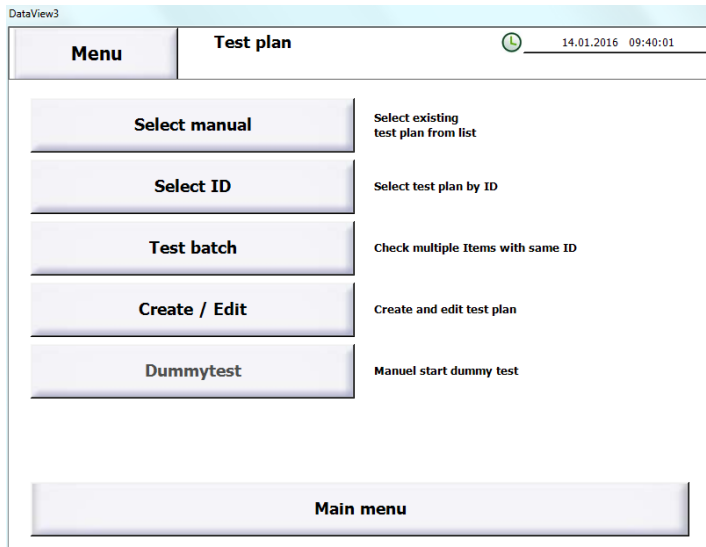 DataView3
Menu
Test plan
14.01.2016 09:40:01
Select manual
Select existing
test plan from list
Select ID
Select test plan by ID
Test batch
Check multiple Items with same ID
Create / Edit
Create and edit test plan
Dummytest
Manuel start dummy test
Main menu